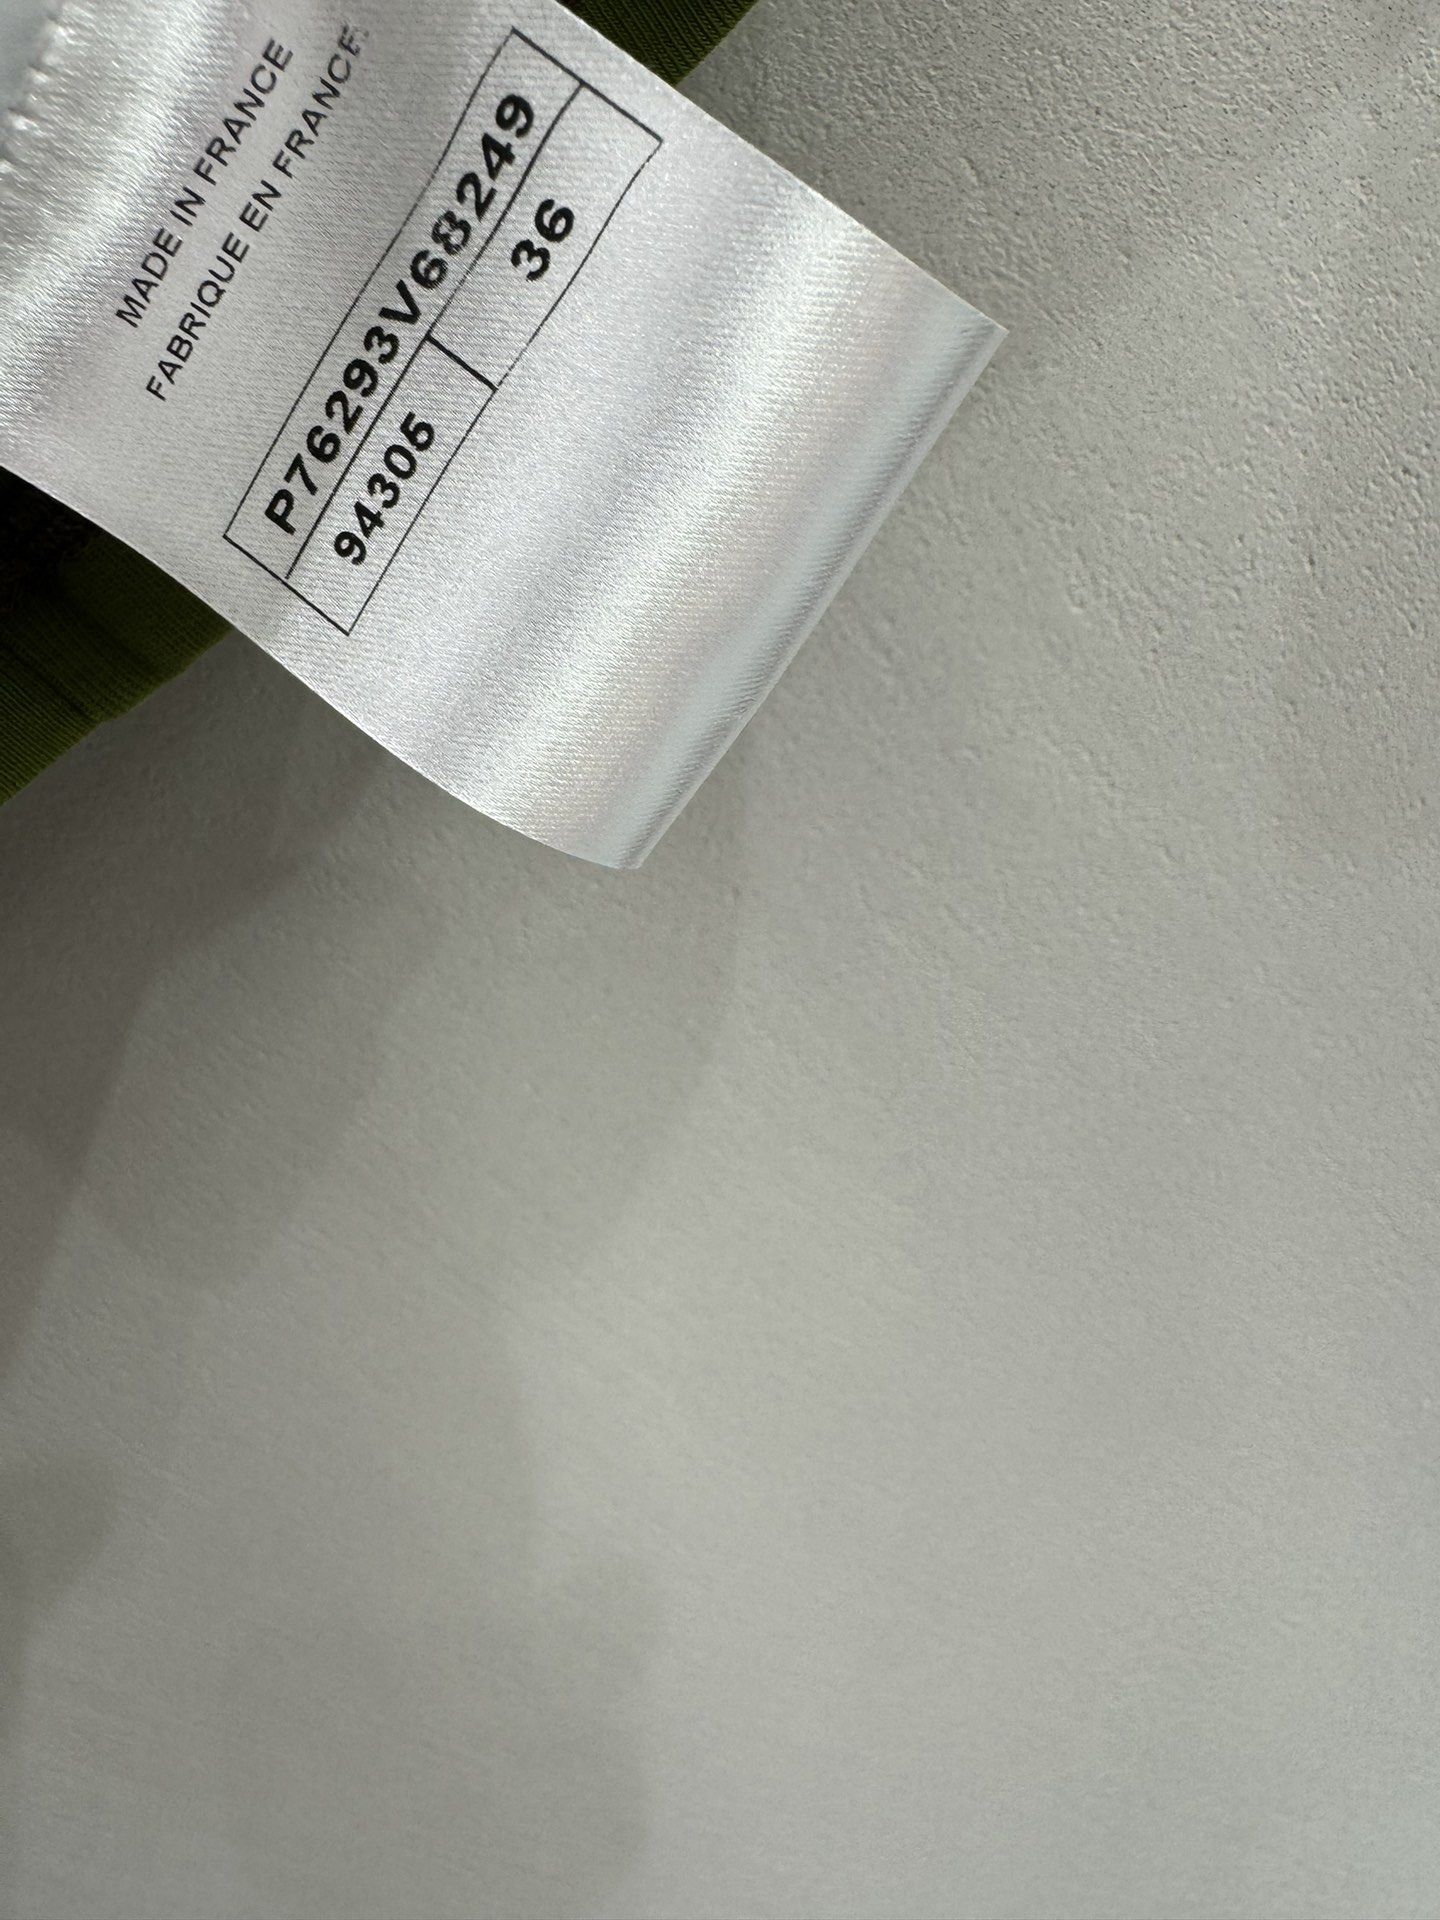 MADE IN FRANCE
FABRIQUE EN FRANCE
P76293V68249
94305
36